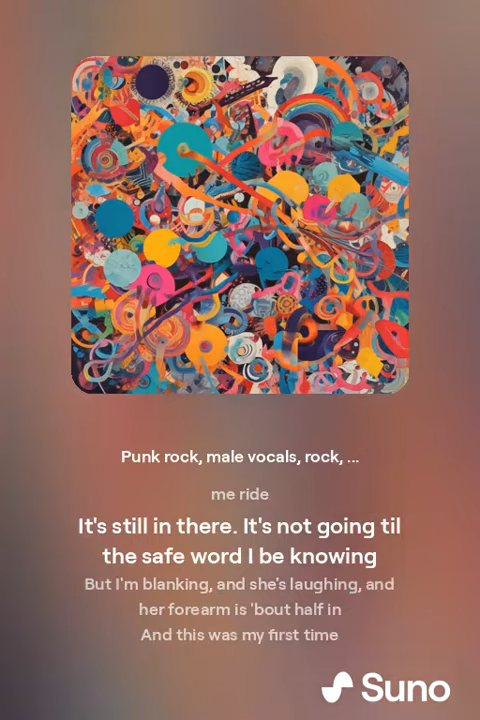 Punk rock, male vocals, rock, ...
me ride
It's still in there. It's not going til
the safe word I be knowing
But I'm blanking, and she's laughing, and
her forearm is 'bout half in
And this was my first time
Suno